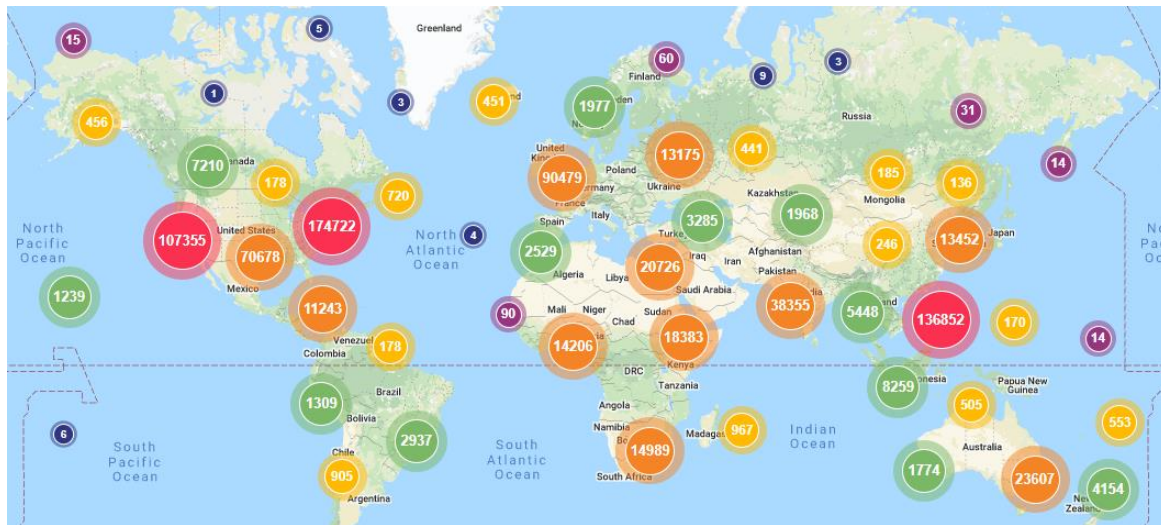 5
Greenland
15
60
Finland
3
9
1
3
451
1977
Russia
31
456
7210
178
720
United
90479
Poland
Ukraine
France
13175
441
14
185
Mongolia
136
North
Pacific
Ocean
107355
United States
174722
70678
Mexico
North
Atlantic
Ocean
4
Spain
Italy
2529
Algeria
3285
Iraq
Iran
Kazakhstan
1968
Afghanistan
Pakistan
246
13452
Japan
1239
11243
Venezuel
Colombia
178
90
Mali
Niger
Chad
Sudan
20726
Saudi Arabia
14206
18383
Kenya
38355
5448
136852
170
14
DRC
Tanzania
Angola
Namibia
Brazil
1309
Bolivia
2937
Chile
905
Argentina
6
South
Pacific
Ocean
South
Atlantic
Ocean
14989
South Africa
Madagas
967
Indian
Ocean
8259
Papua New
Guinea
505
Australia
553
1774
23607
4154
Zealand